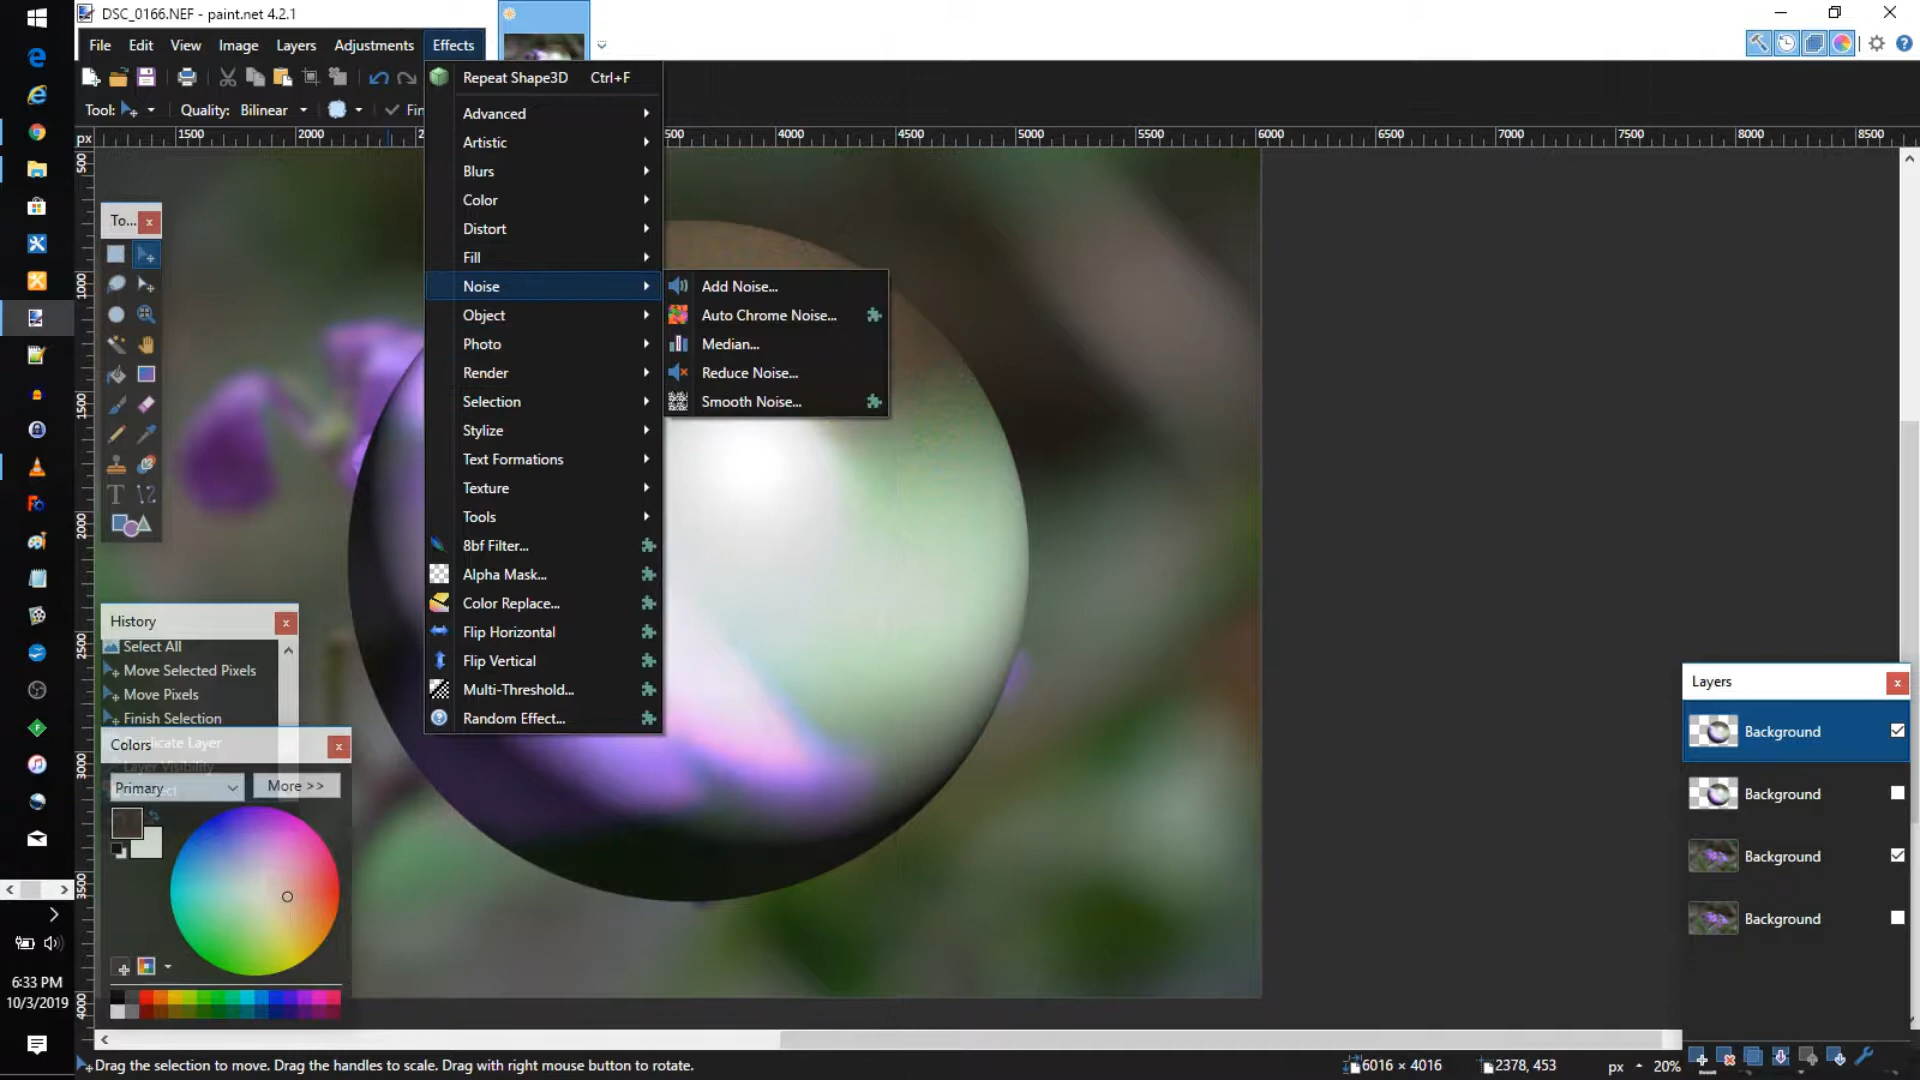 DSC_0166.NEF - paint.net 4.2.1
File Edit View Image Layers Adjustments Effects
Tool: Quality: Bilinear Fin
px 1500 2000 2 500 4000 4500 5000 5500 6000 6500 7000 7500 8000 8500
500
1000
1500
2000
2500
3000
3500
4000
Repeat Shape3D Ctrl+F
Advanced
Artistic
Blurs
Color
Distort
Fill
Noise
Object
Photo
Render
Selection
Stylize
Text Formations
Texture
Tools
8bf Filter...
Alpha Mask...
Color Replace...
Flip Horizontal
Flip Vertical
Multi-Threshold...
Random Effect...
Add Noise...
Auto Chrome Noise...
Median...
Reduce Noise...
Smooth Noise...
To...
History
Select All
Move Selected Pixels
Move Pixels
Finish Selection
Duplicate Layer
Layer Visibility
Colors
Primary More >>
Layers
Background
Background
Background
Background
6:33 PM
10/3/2019
Drag the selection to move. Drag the handles to scale. Drag with right mouse button to rotate.
6016 × 4016 2378, 453 px 20%